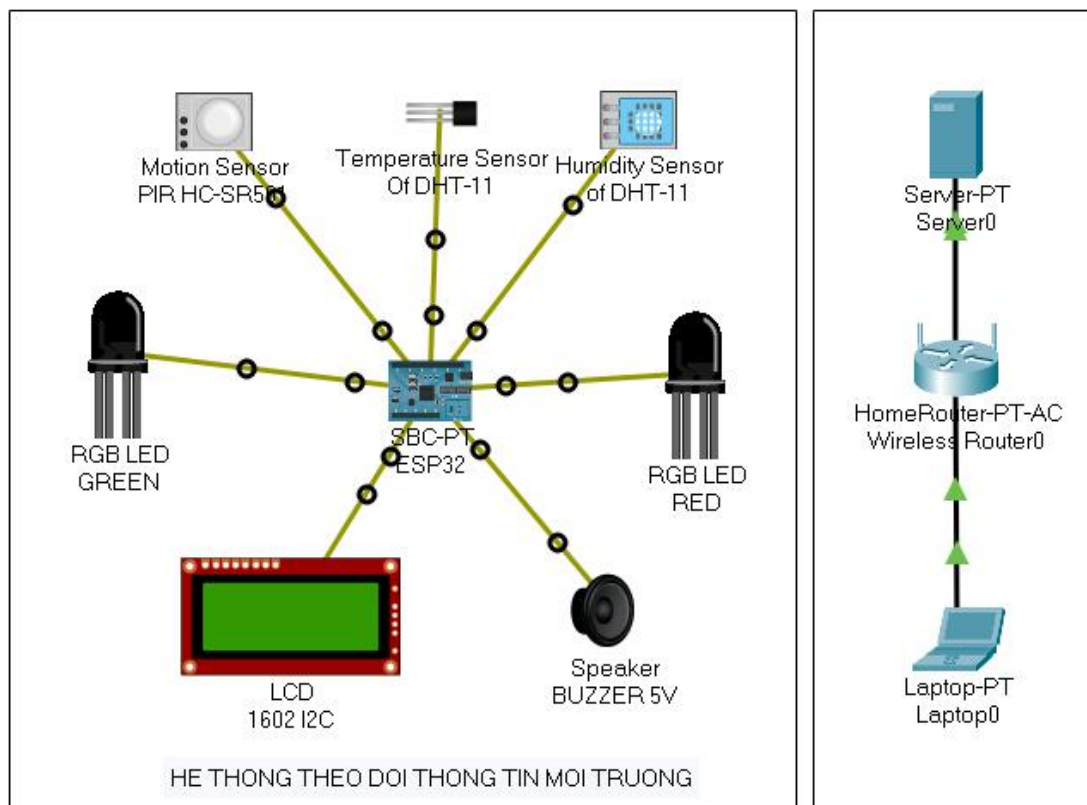 Motion Sensor
PIR HC-SR501
Temperature Sensor
Of DHT-11
Humidity Sensor
of DHT-11
RGB LED
GREEN
SBC-PT
ESP32
RGB LED
RED
LCD
1602 I2C
Speaker
BUZZER 5V
HE THONG THEO DOI THONG TIN MOI TRUONG
Server-PT
Server0
HomeRouter-PT-AC
Wireless Router0
Laptop-PT
Laptop0